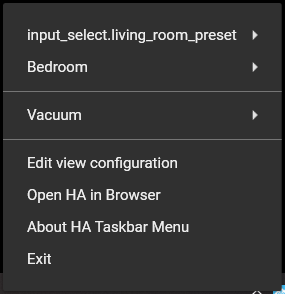 input_select.living_room_preset
Bedroom
Vacuum
Edit view configuration
Open HA in Browser
About HA Taskbar Menu
Exit